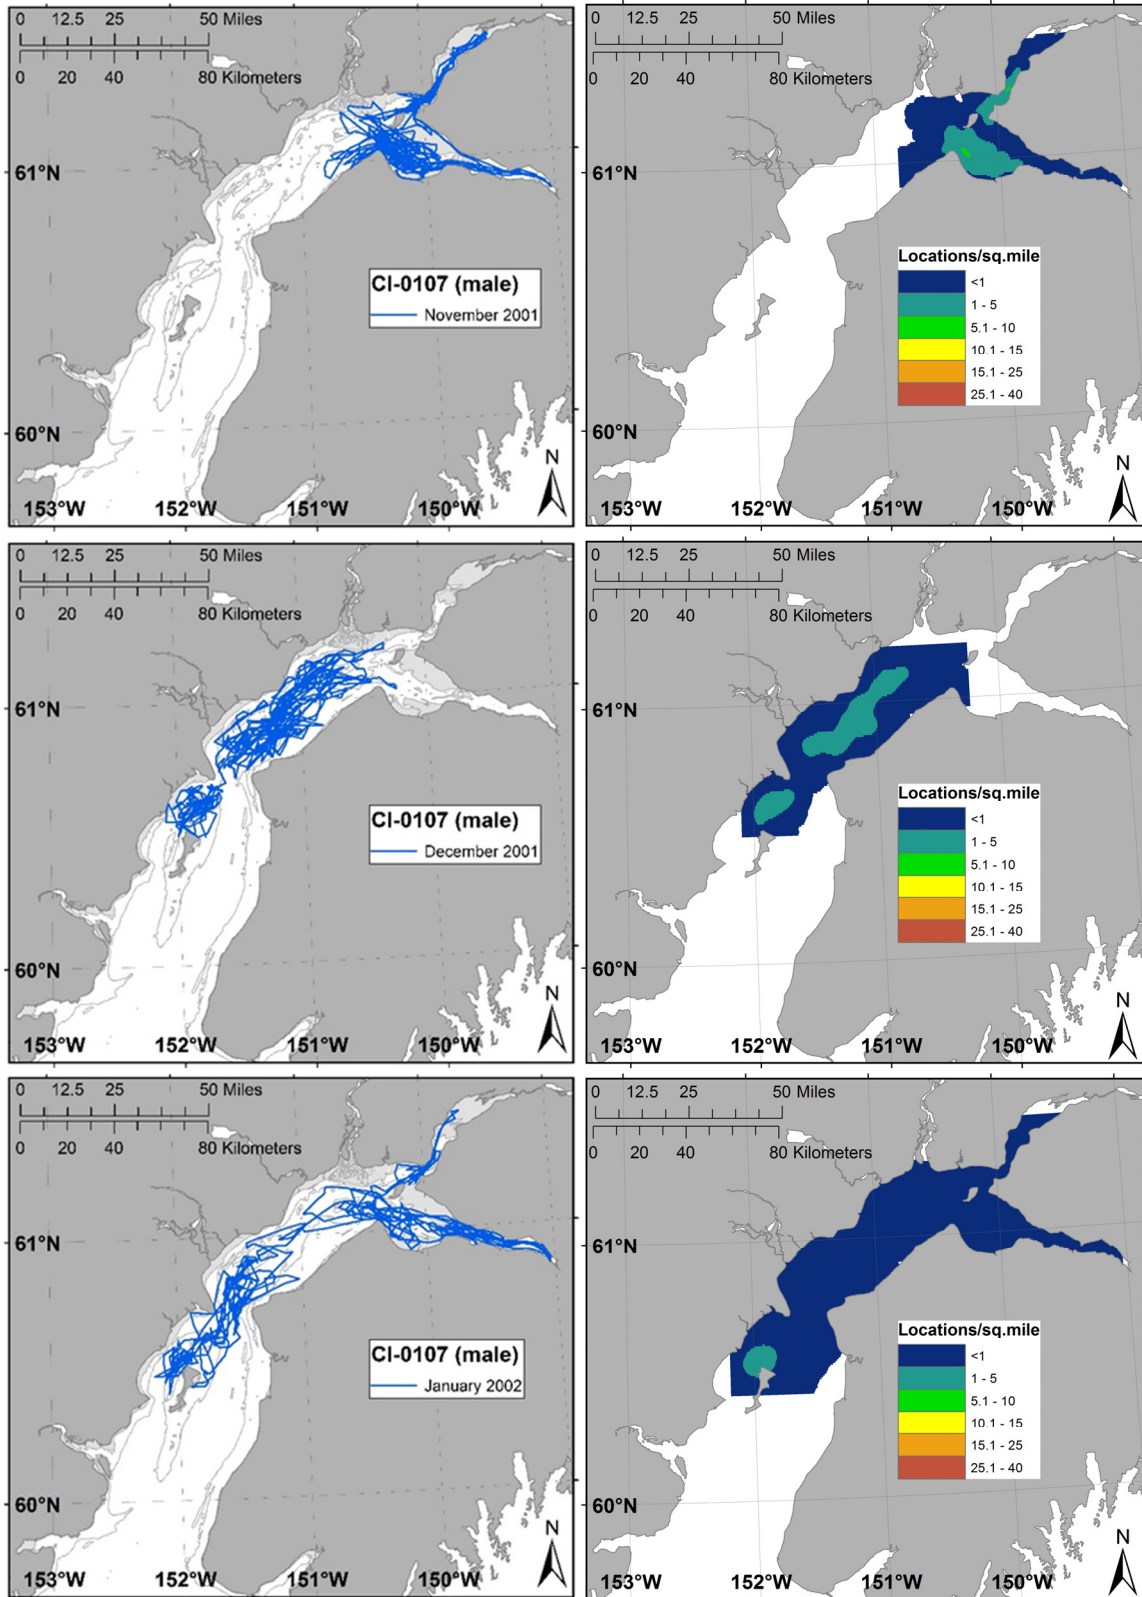 0 12.5 25 50 Miles
0 20 40 80 Kilometers
61°N
CI-0107 (male)
November 2001
60°N
N
153°W 152°W 151°W 150°W
0 12.5 25 50 Miles
0 20 40 80 Kilometers
61°N
Locations/sq.mile
<1
1 - 5
5.1 - 10
10.1 - 15
15.1 - 25
25.1 - 40
60°N
N
153°W 152°W 151°W 150°W
0 12.5 25 50 Miles
0 20 40 80 Kilometers
61°N
CI-0107 (male)
December 2001
60°N
N
153°W 152°W 151°W 150°W
0 12.5 25 50 Miles
0 20 40 80 Kilometers
61°N
Locations/sq.mile
<1
1 - 5
5.1 - 10
10.1 - 15
15.1 - 25
25.1 - 40
60°N
N
153°W 152°W 151°W 150°W
0 12.5 25 50 Miles
0 20 40 80 Kilometers
61°N
CI-0107 (male)
January 2002
60°N
N
153°W 152°W 151°W 150°W
0 12.5 25 50 Miles
0 20 40 80 Kilometers
61°N
Locations/sq.mile
<1
1 - 5
5.1 - 10
10.1 - 15
15.1 - 25
25.1 - 40
60°N
N
153°W 152°W 151°W 150°W